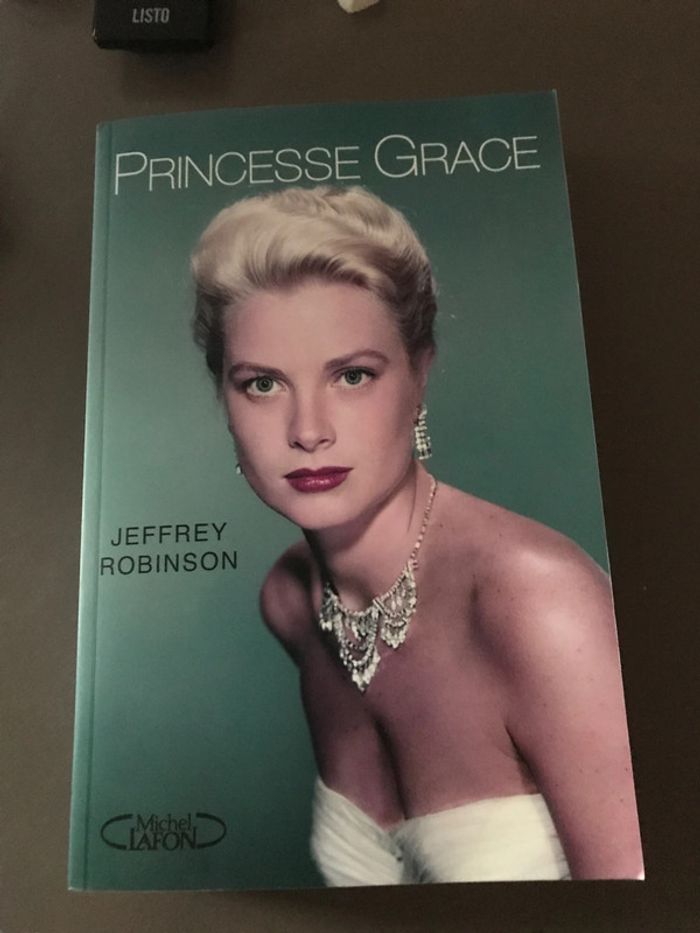 LISTO
PRINCESSE GRACE
JEFFREY
ROBINSON
Michel
LAFON